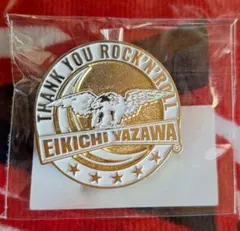 THANK YOU ROCK'N'ROLL
EIKICHI YAZAWA